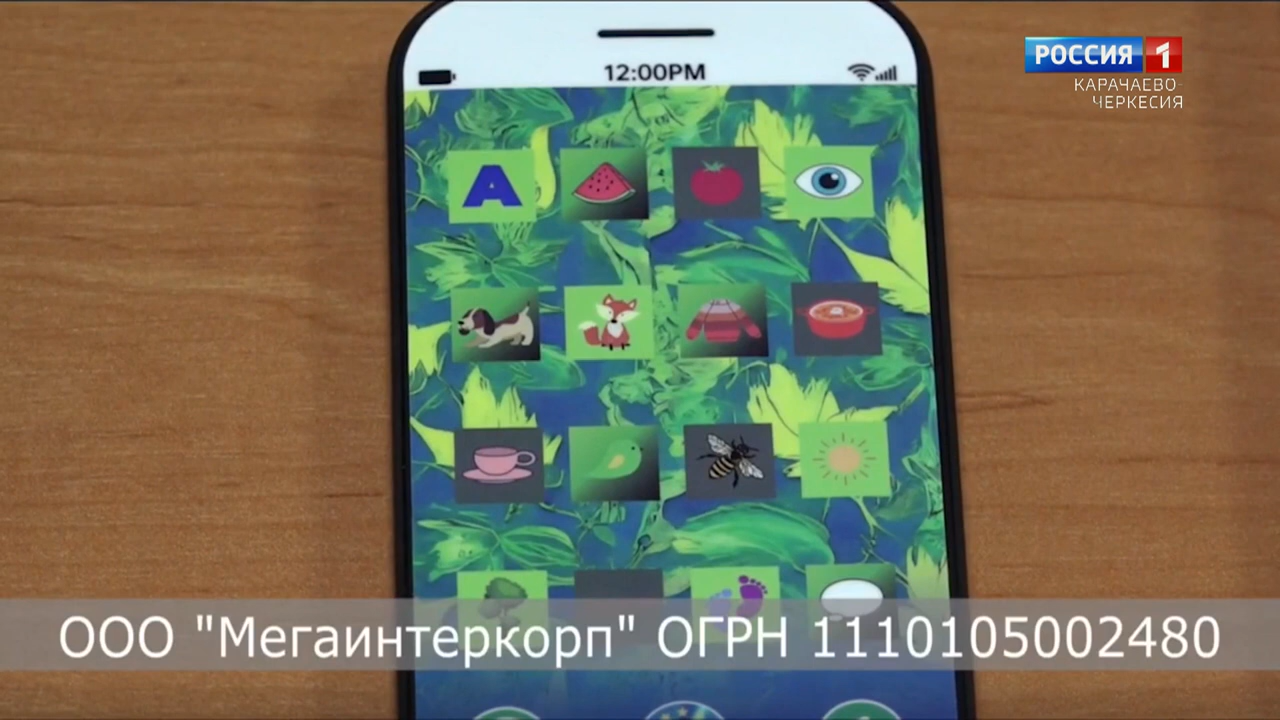 12:00PM
РОССИЯ 1
КАРАЧАЕВО-
ЧЕРКЕСИЯ
А
ООО "Мегаинтеркорп" ОГРН 1110105002480